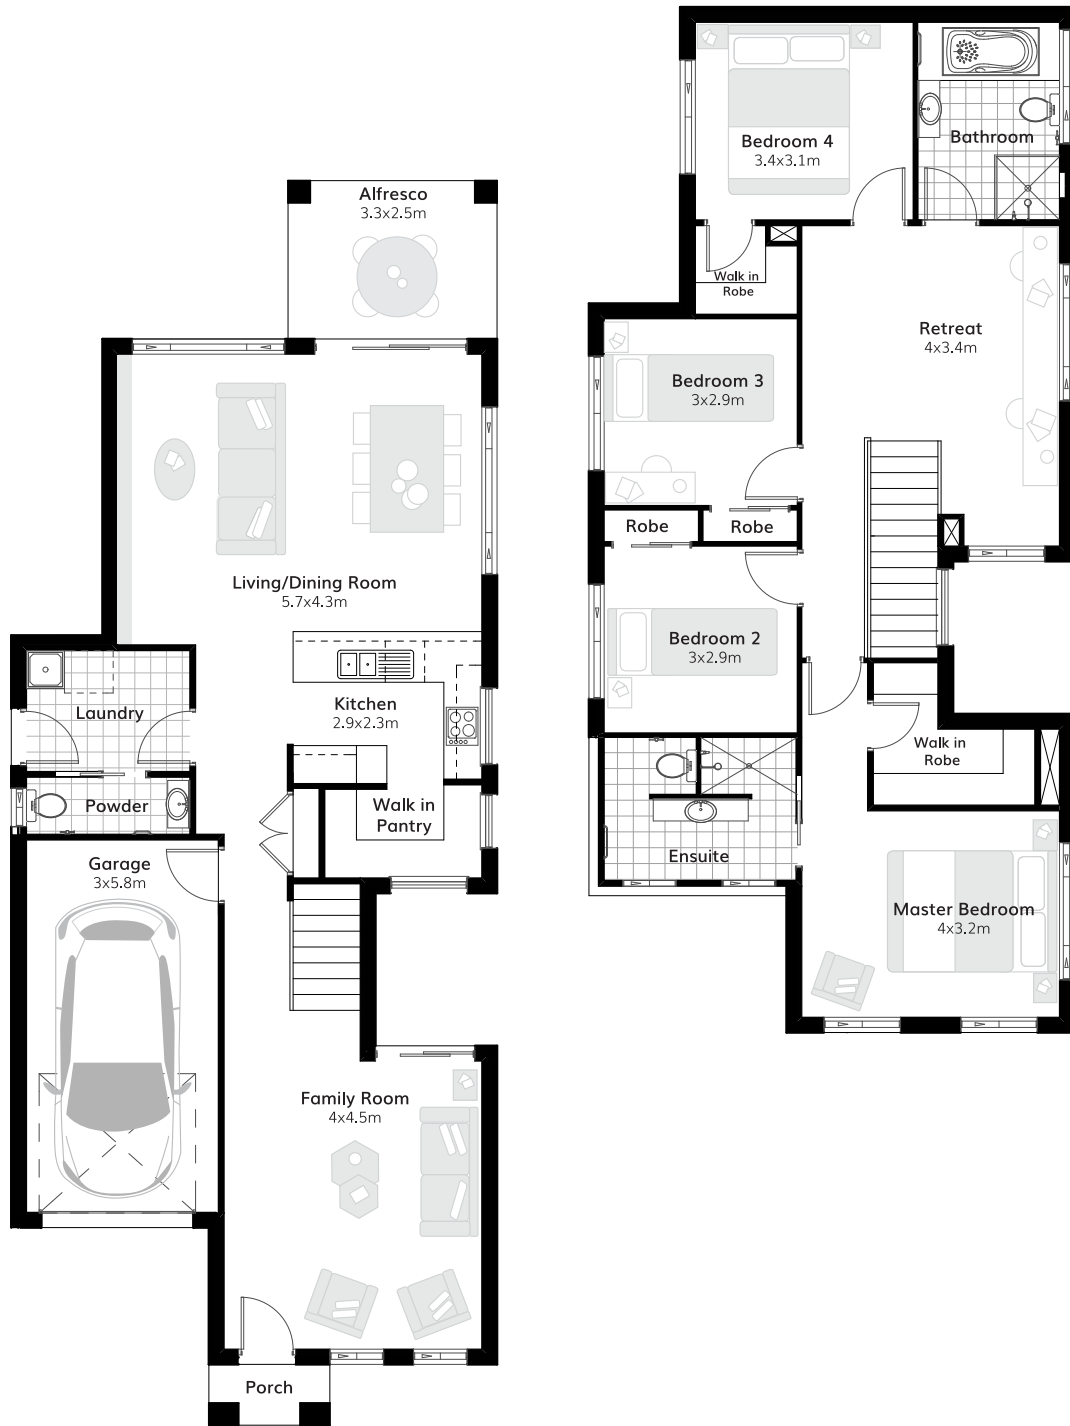 Alfresco
3.3x2.5m
Living/Dining Room
5.7x4.3m
Kitchen
2.9x2.3m
Laundry
Powder
Walk in
Pantry
Garage
3x5.8m
Family Room
4x4.5m
Porch
Bedroom 4
3.4x3.1m
Bathroom
Walk in
Robe
Retreat
4x3.4m
Bedroom 3
3x2.9m
Robe
Robe
Bedroom 2
3x2.9m
Walk in
Robe
Ensuite
Master Bedroom
4x3.2m